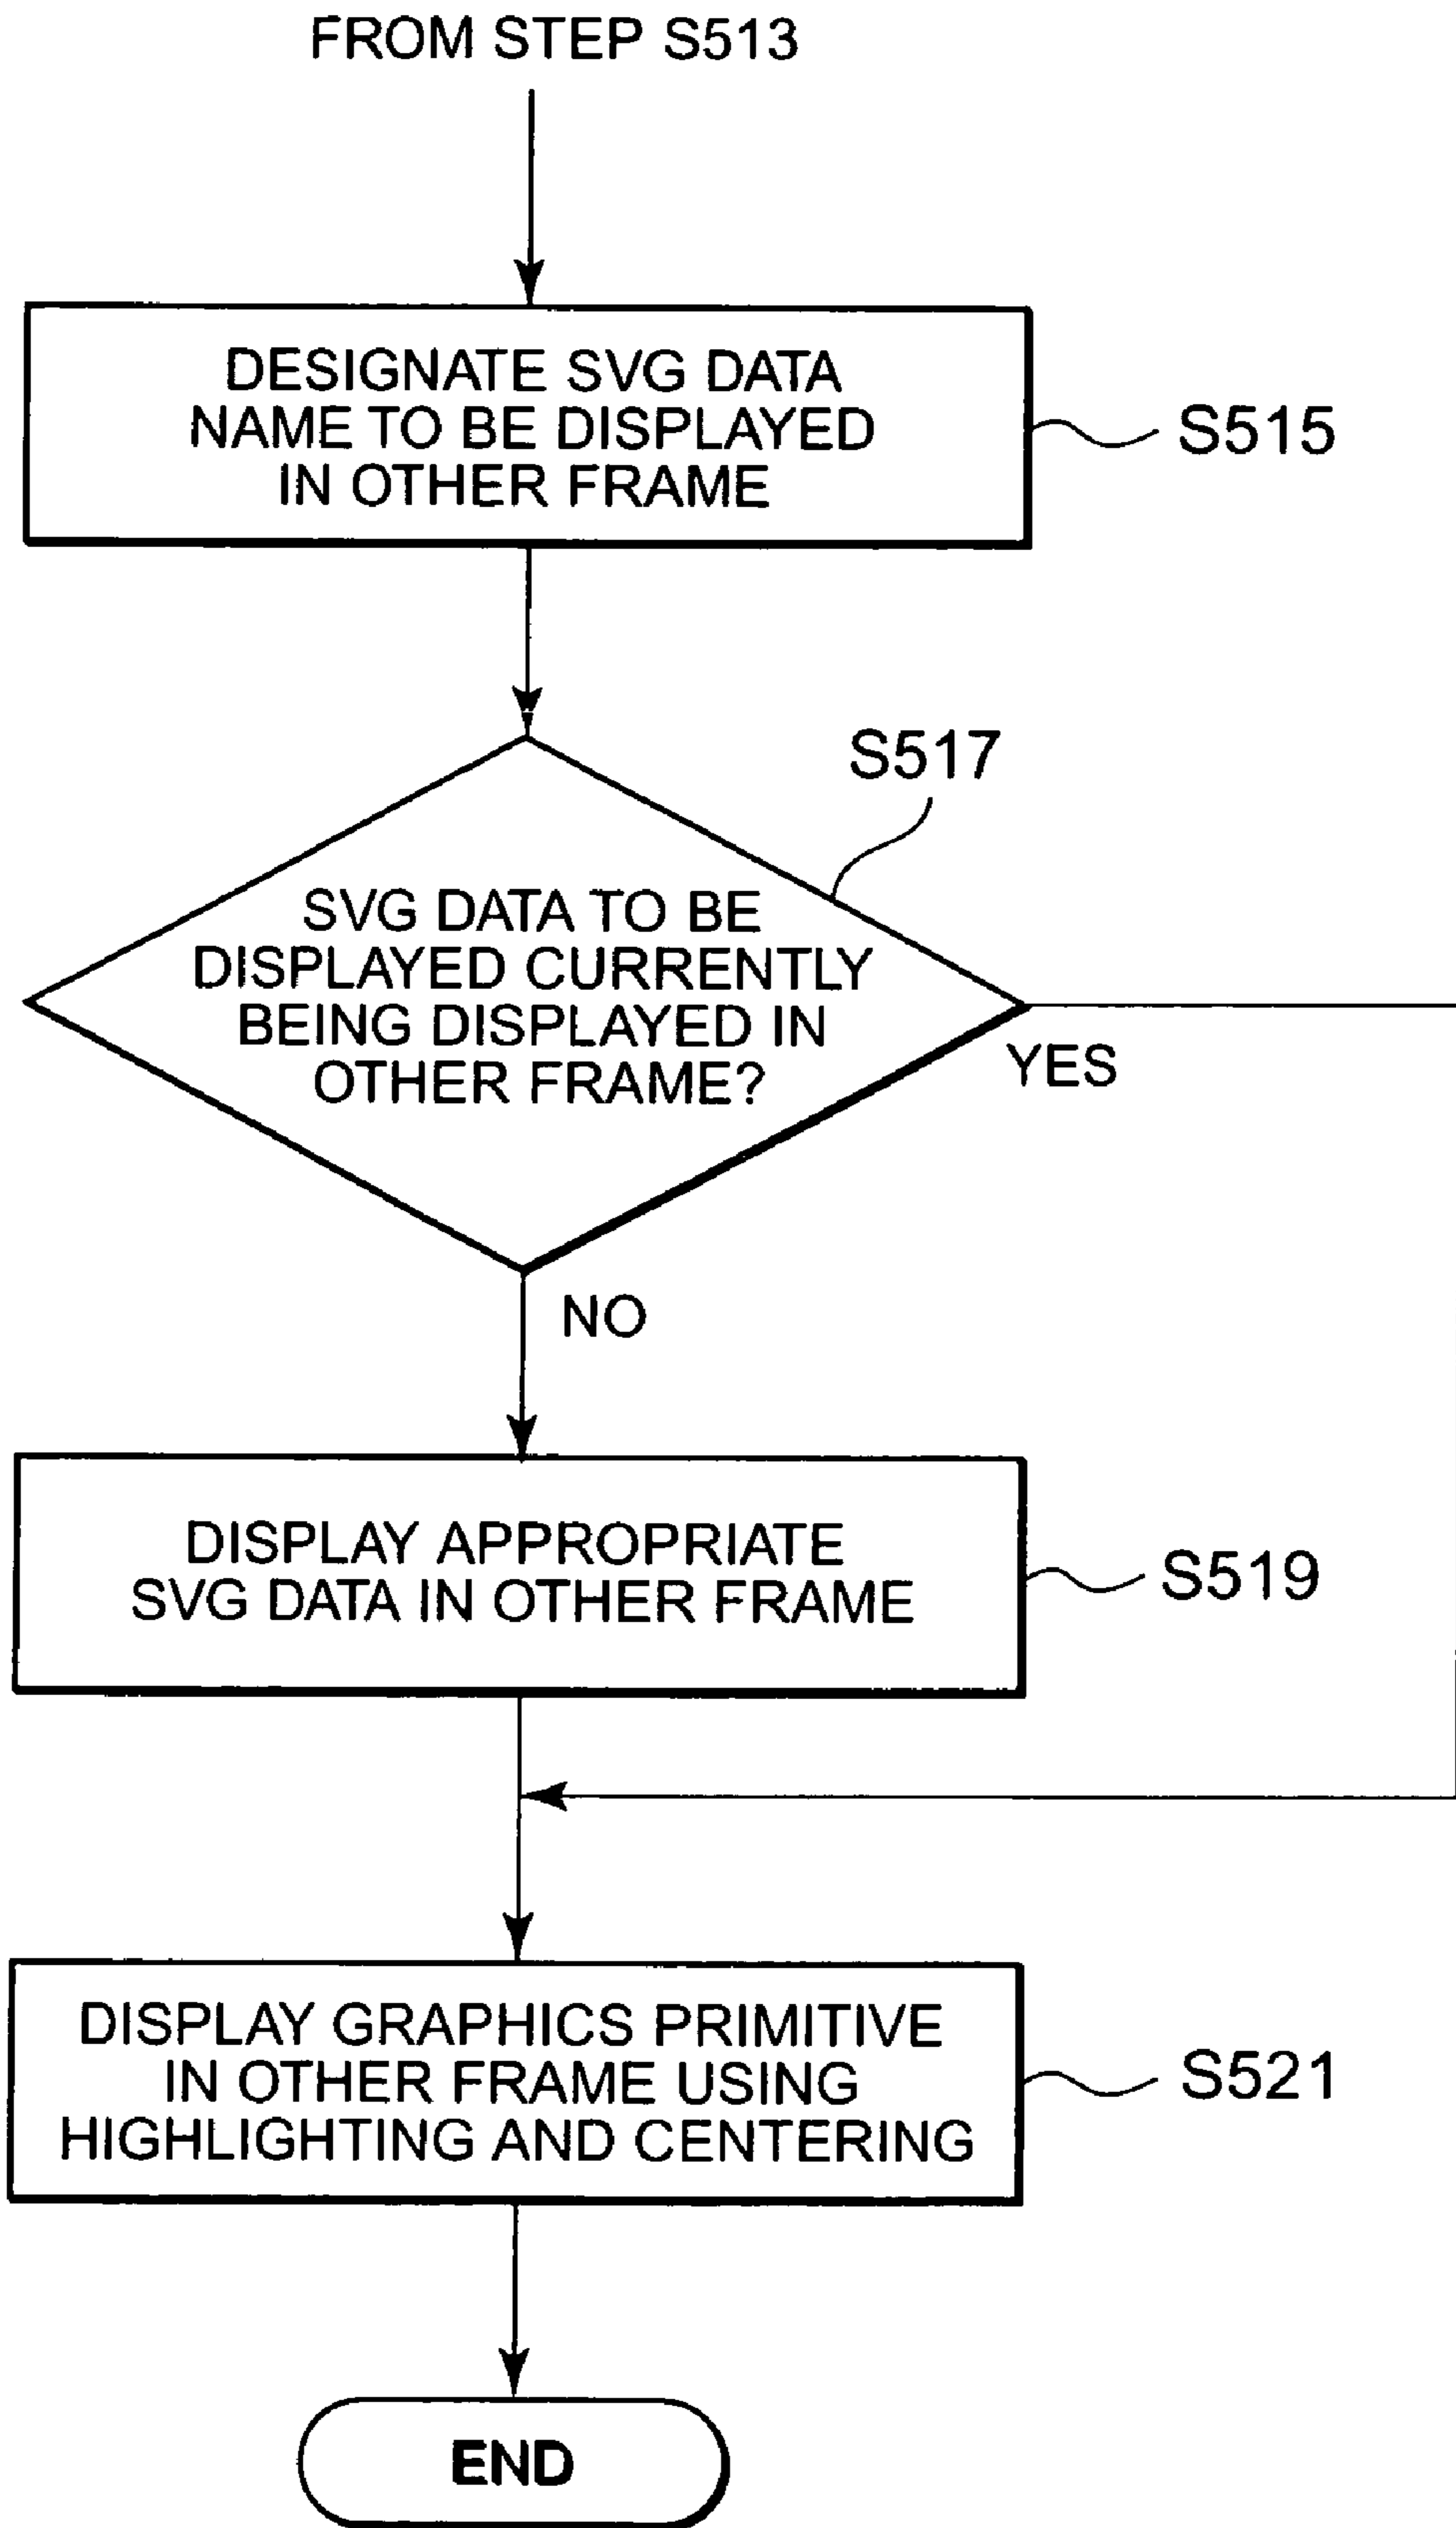 FROM STEP S513
DESIGNATE SVG DATA
NAME TO BE DISPLAYED
IN OTHER FRAME
S515
S517
SVG DATA TO BE
DISPLAYED CURRENTLY
BEING DISPLAYED IN
OTHER FRAME?
YES
NO
DISPLAY APPROPRIATE
SVG DATA IN OTHER FRAME
S519
DISPLAY GRAPHICS PRIMITIVE
IN OTHER FRAME USING
HIGHLIGHTING AND CENTERING
S521
END